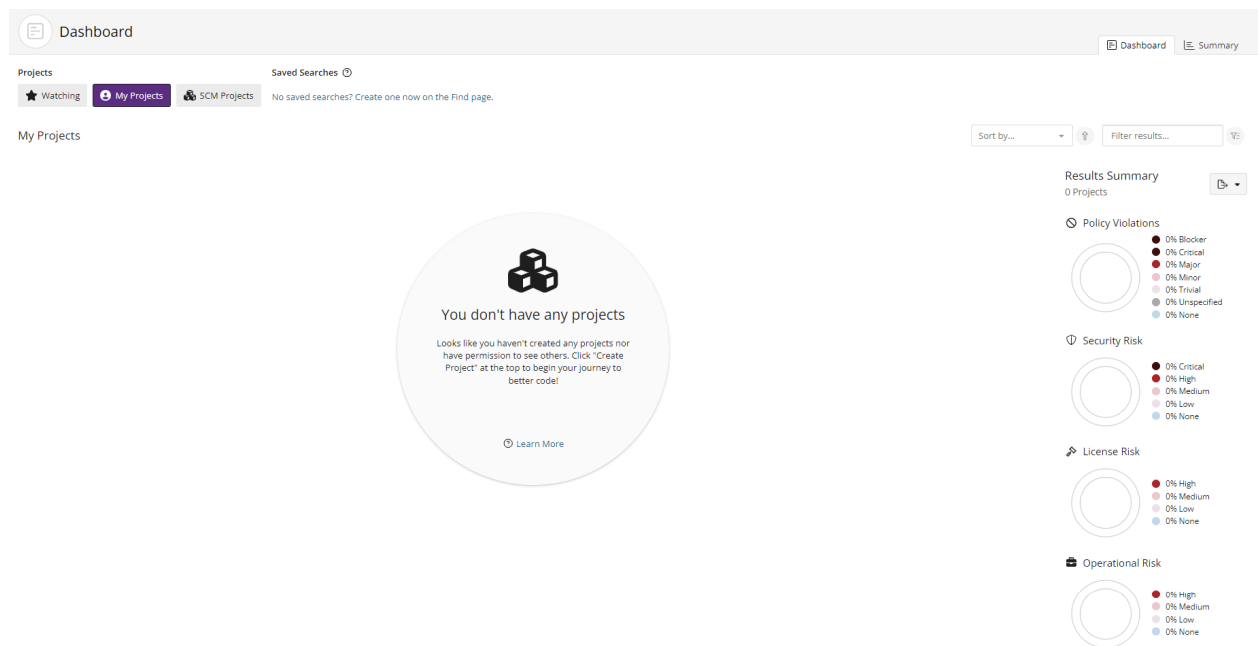 Dashboard
Dashboard
Summary
Projects
Saved Searches
Watching
My Projects
SCM Projects
No saved searches? Create one now on the Find page.
My Projects
Sort by...
Filter results...
Results Summary
0 Projects
Policy Violations
0% Blocker
0% Critical
0% Major
0% Minor
0% Trivial
0% Unspecified
0% None
You don't have any projects
Looks like you haven't created any projects nor
have permission to see others. Click "Create
Project" at the top to begin your journey to
better code!
Learn More
Security Risk
0% Critical
0% High
0% Medium
0% Low
0% None
License Risk
0% High
0% Medium
0% Low
0% None
Operational Risk
0% High
0% Medium
0% Low
0% None